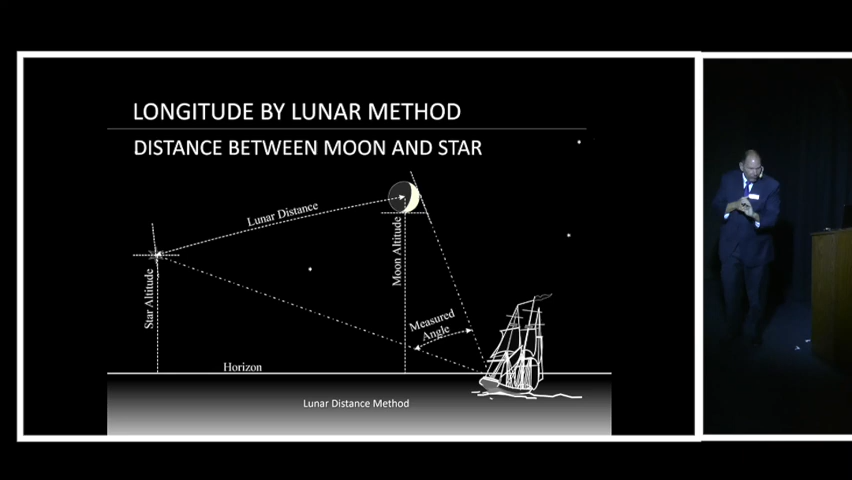 LONGITUDE BY LUNAR METHOD
DISTANCE BETWEEN MOON AND STAR
Lunar Distance
Moon Altitude
Star Altitude
Measured
Angle
Horizon
Lunar Distance Method